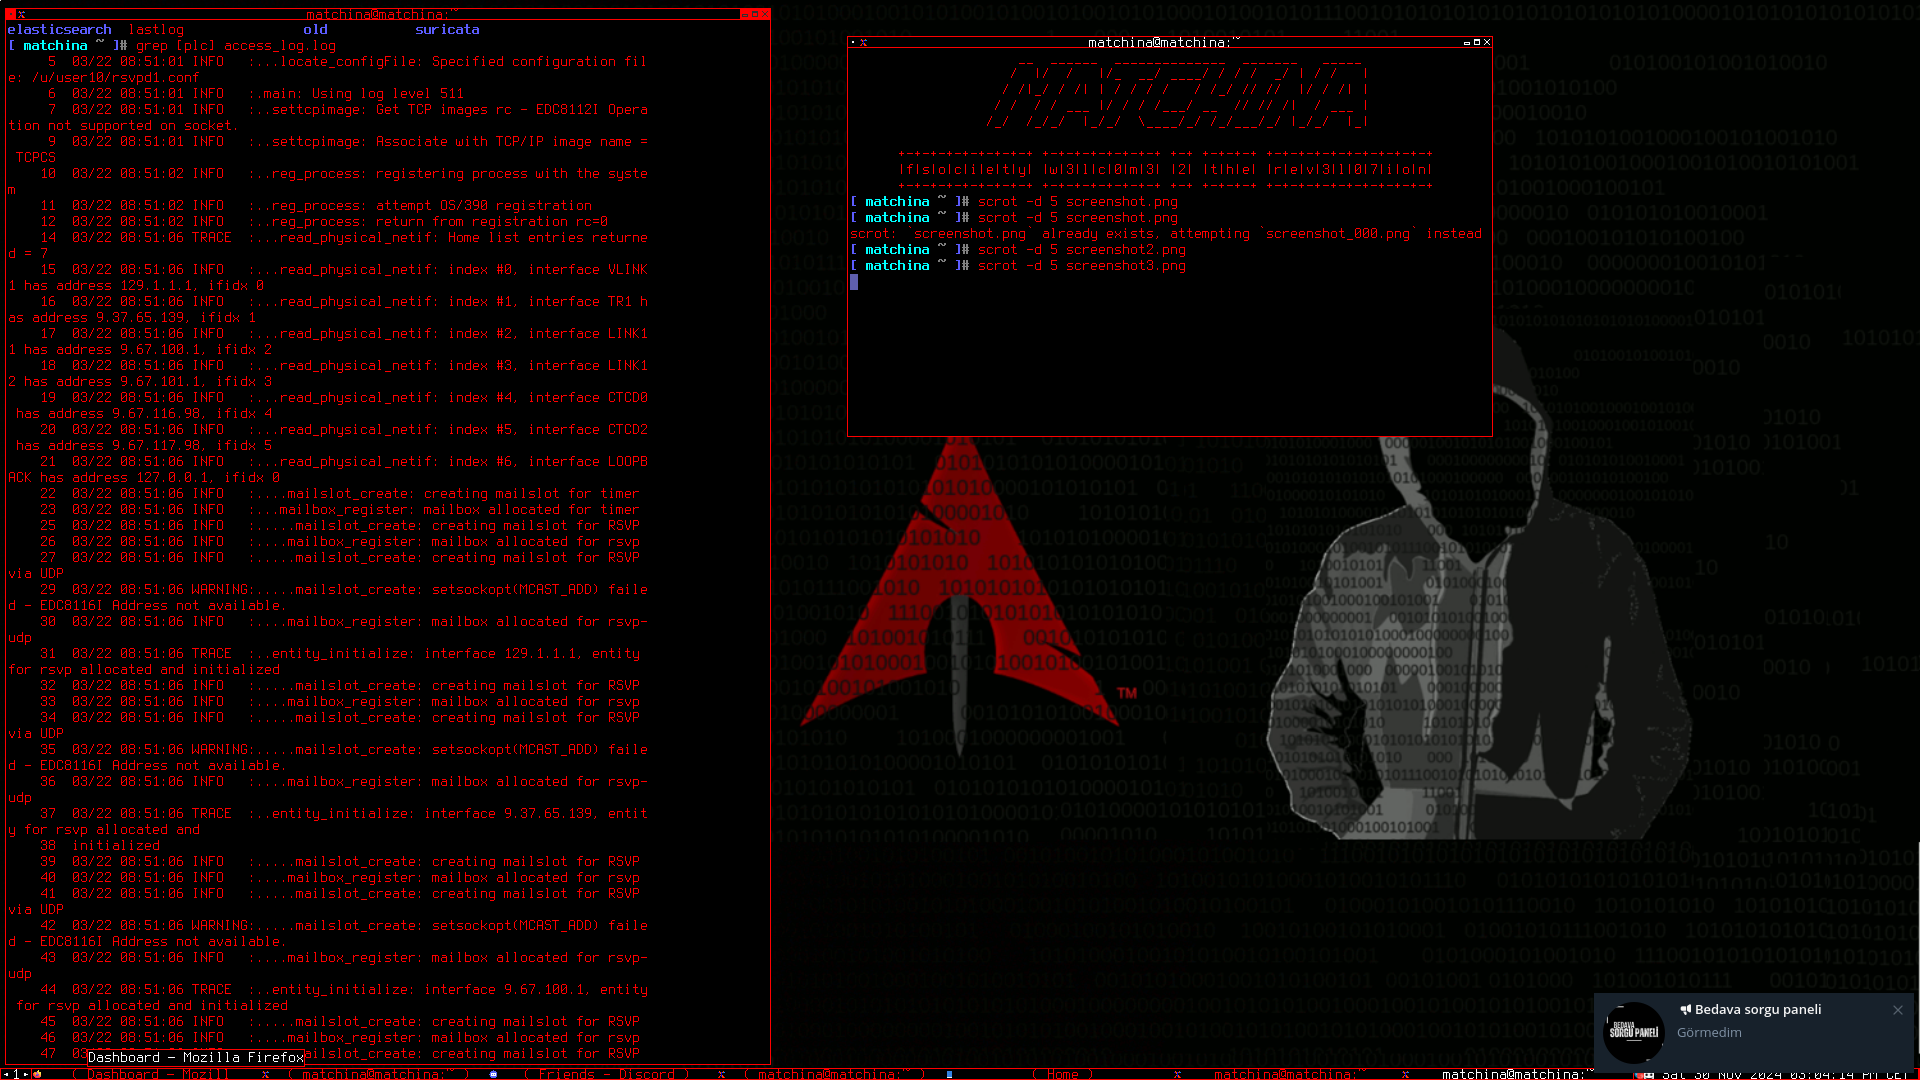 matchina@matchina:~
elasticsearch lastlog old suricata
[ matchina ~ ]# grep [plc] access_log.log
5 03/22 08:51:01 INFO :...locate_configFile: Specified configuration fil
e: /u/user10/rsvpd1.conf
6 03/22 08:51:01 INFO :.main: Using log level 511
7 03/22 08:51:01 INFO :..settcpimage: Get TCP images rc - EDC8112I Opera
tion not supported on socket.
9 03/22 08:51:01 INFO :..settcpimage: Associate with TCP/IP image name =
TCPCS
10 03/22 08:51:02 INFO :..reg_process: registering process with the syste
m
11 03/22 08:51:02 INFO :..reg_process: attempt OS/390 registration
12 03/22 08:51:02 INFO :..reg_process: return from registration rc=0
14 03/22 08:51:06 TRACE :...read_physical_netif: Home list entries returne
d = 7
15 03/22 08:51:06 INFO :...read_physical_netif: index #0, interface VLINK
1 has address 129.1.1.1, ifidx 0
16 03/22 08:51:06 INFO :...read_physical_netif: index #1, interface TR1 h
as address 9.37.65.139, ifidx 1
17 03/22 08:51:06 INFO :...read_physical_netif: index #2, interface LINK1
1 has address 9.67.100.1, ifidx 2
18 03/22 08:51:06 INFO :...read_physical_netif: index #3, interface LINK1
2 has address 9.67.101.1, ifidx 3
19 03/22 08:51:06 INFO :...read_physical_netif: index #4, interface CTCD0
has address 9.67.116.98, ifidx 4
20 03/22 08:51:06 INFO :...read_physical_netif: index #5, interface CTCD2
has address 9.67.117.98, ifidx 5
21 03/22 08:51:06 INFO :...read_physical_netif: index #6, interface LOOPB
ACK has address 127.0.0.1, ifidx 0
22 03/22 08:51:06 INFO :....mailslot_create: creating mailslot for timer
23 03/22 08:51:06 INFO :...mailbox_register: mailbox allocated for timer
25 03/22 08:51:06 INFO :.....mailslot_create: creating mailslot for RSVP
26 03/22 08:51:06 INFO :....mailbox_register: mailbox allocated for rsvp
27 03/22 08:51:06 INFO :.....mailslot_create: creating mailslot for RSVP
via UDP
29 03/22 08:51:06 WARNING:.....mailslot_create: setsockopt(MCAST_ADD) faile
d - EDC8116I Address not available.
30 03/22 08:51:06 INFO :....mailbox_register: mailbox allocated for rsvp-
udp
31 03/22 08:51:06 TRACE :..entity_initialize: interface 129.1.1.1, entity
for rsvp allocated and initialized
32 03/22 08:51:06 INFO :.....mailslot_create: creating mailslot for RSVP
33 03/22 08:51:06 INFO :....mailbox_register: mailbox allocated for rsvp
34 03/22 08:51:06 INFO :.....mailslot_create: creating mailslot for RSVP
via UDP
35 03/22 08:51:06 WARNING:.....mailslot_create: setsockopt(MCAST_ADD) faile
d - EDC8116I Address not available.
36 03/22 08:51:06 INFO :....mailbox_register: mailbox allocated for rsvp-
udp
37 03/22 08:51:06 TRACE :..entity_initialize: interface 9.37.65.139, entit
y for rsvp allocated and
38 initialized
39 03/22 08:51:06 INFO :.....mailslot_create: creating mailslot for RSVP
40 03/22 08:51:06 INFO :....mailbox_register: mailbox allocated for rsvp
41 03/22 08:51:06 INFO :.....mailslot_create: creating mailslot for RSVP
via UDP
42 03/22 08:51:06 WARNING:.....mailslot_create: setsockopt(MCAST_ADD) faile
d - EDC8116I Address not available.
43 03/22 08:51:06 INFO :....mailbox_register: mailbox allocated for rsvp-
udp
44 03/22 08:51:06 TRACE :..entity_initialize: interface 9.67.100.1, entity
for rsvp allocated and initialized
45 03/22 08:51:06 INFO :.....mailslot_create: creating mailslot for RSVP
46 03/22 08:51:06 INFO :....mailbox_register: mailbox allocated for rsvp
47 03/22 08:51:06 INFO :.....mailslot_create: creating mailslot for RSVP
Dashboard - Mozilla Firefox
matchina@matchina:~
MATCHINA
|f|s|o|c|i|e|t|y| |w|3|l|c|0|m|3| |2| |t|h|e| |r|e|v|3|l|0|7|i|o|n|
[ matchina ~ ]# scrot -d 5 screenshot.png
[ matchina ~ ]# scrot -d 5 screenshot.png
scrot: `screenshot.png` already exists, attempting `screenshot_000.png` instead
[ matchina ~ ]# scrot -d 5 screenshot2.png
[ matchina ~ ]# scrot -d 5 screenshot3.png
TM
BEDAVA
SORGU PANELİ
Bedava sorgu paneli
Görmedim
1 ( Dashboard - Mozill ) ( matchina@matchina:~ ) ( Friends - Discord ) ( matchina@matchina:~ ) ( Home ) matchina@matchina:~ matchina@matchina:~ Sat 30 Nov 2024 03:04:14 PM CET